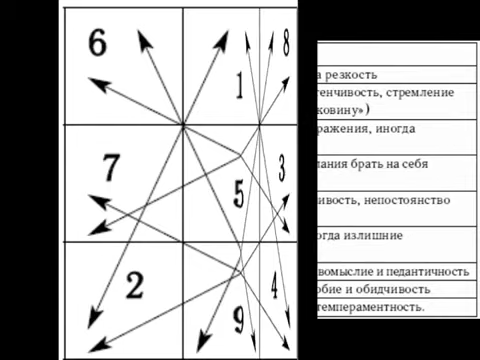 6
8
1
7
3
5
2
4
9
а резкость
тенчивость, стремление
ковину»)
ражения, иногда
мания брать на себя
ивость, непостоянство
огда излишние
вомыслие и педантичность
обие и обидчивость
темпераментность.